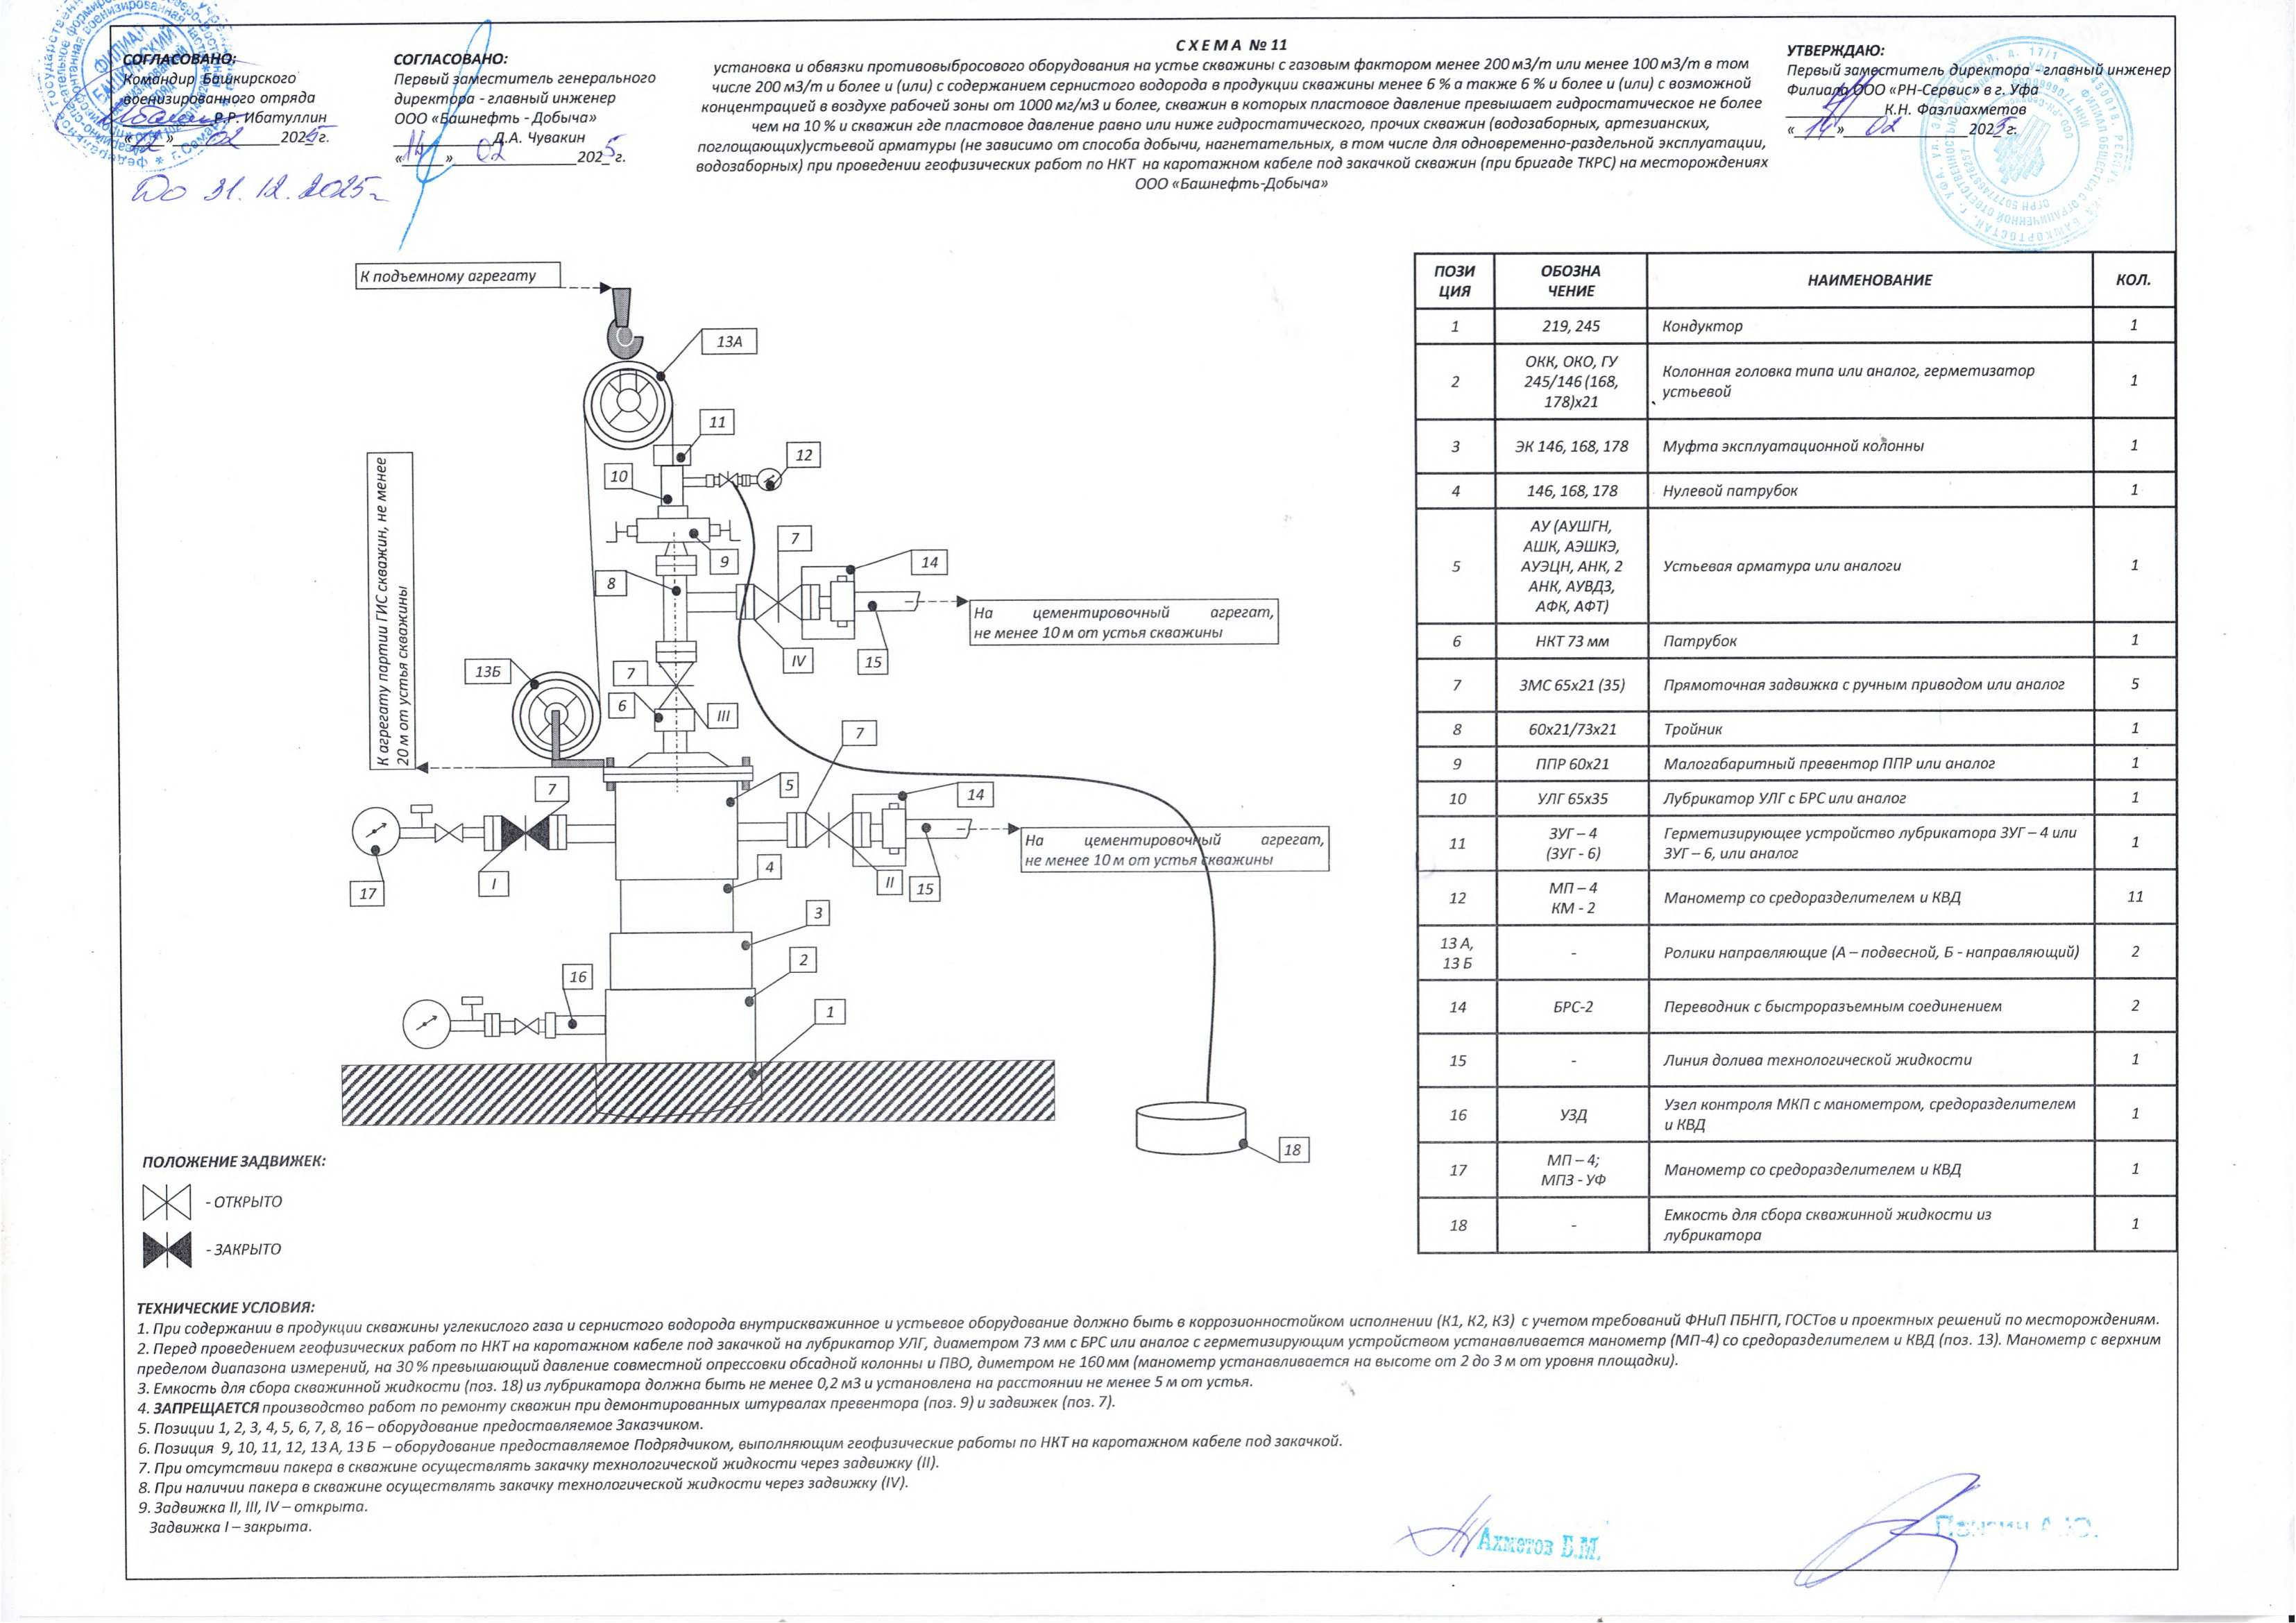 СОГЛАСОВАНО:
Командир Башкирского
военизированного отряда
Р.Р. Ибатуллин
«12» 02 2025 г.
До 31.12.2025г
СОГЛАСОВАНО:
Первый заместитель генерального
директора - главный инженер
ООО «Башнефть - Добыча»
Д.А. Чувакин
«14» 02 2025 г.
С Х Е М А № 11
установка и обвязки противовыбросового оборудования на устье скважины с газовым фактором менее 200 м3/т или менее 100 м3/т в том
числе 200 м3/т и более и (или) с содержанием сернистого водорода в продукции скважины менее 6 % а также 6 % и более и (или) с возможной
концентрацией в воздухе рабочей зоны от 1000 мг/м3 и более, скважин в которых пластовое давление превышает гидростатическое не более
чем на 10 % и скважин где пластовое давление равно или ниже гидростатического, прочих скважин (водозаборных, артезианских,
поглощающих)устьевой арматуры (не зависимо от способа добычи, нагнетательных, в том числе для одновременно-раздельной эксплуатации,
водозаборных) при проведении геофизических работ по НКТ на каротажном кабеле под закачкой скважин (при бригаде ТКРС) на месторождениях
ООО «Башнефть-Добыча»
УТВЕРЖДАЮ:
Первый заместитель директора - главный инженер
Филиала ООО «РН-Сервис» в г. Уфа
К.Н. Фазлиахметов
«14» 02 2025 г.
К подъемному агрегату
13А
11
12
10
К агрегату партии ГИС скважин, не менее
20 м от устья скважины
7
9
14
8
На цементировочный агрегат,
не менее 10 м от устья скважины
IV
15
13Б
7
6
III
7
5
7
14
На цементировочный агрегат,
не менее 10 м от устья скважины
17
I
4
II
15
3
2
16
1
18
ПОЗИ
ЦИЯ
ОБОЗНА
ЧЕНИЕ
НАИМЕНОВАНИЕ
КОЛ.
1
219, 245
Кондуктор
1
2
ОКК, ОКО, ГУ
245/146 (168,
178)х21
Колонная головка типа или аналог, герметизатор
устьевой
1
3
ЭК 146, 168, 178
Муфта эксплуатационной колонны
1
4
146, 168, 178
Нулевой патрубок
1
5
АУ (АУШГН,
АШК, АЭШКЭ,
АУЭЦН, АНК, 2
АНК, АУВДЗ,
АФК, АФТ)
Устьевая арматура или аналоги
1
6
НКТ 73 мм
Патрубок
1
7
ЗМС 65х21 (35)
Прямоточная задвижка с ручным приводом или аналог
5
8
60х21/73х21
Тройник
1
9
ППР 60х21
Малогабаритный превентор ППР или аналог
1
10
УЛГ 65х35
Лубрикатор УЛГ с БРС или аналог
1
11
ЗУГ – 4
(ЗУГ - 6)
Герметизирующее устройство лубрикатора ЗУГ – 4 или
ЗУГ – 6, или аналог
1
12
МП – 4
КМ - 2
Манометр со средоразделителем и КВД
11
13 А,
13 Б
-
Ролики направляющие (А – подвесной, Б - направляющий)
2
14
БРС-2
Переводник с быстроразъемным соединением
2
15
-
Линия долива технологической жидкости
1
16
УЗД
Узел контроля МКП с манометром, средоразделителем
и КВД
1
17
МП – 4;
МПЗ - УФ
Манометр со средоразделителем и КВД
1
18
-
Емкость для сбора скважинной жидкости из
лубрикатора
1
ПОЛОЖЕНИЕ ЗАДВИЖЕК:
- ОТКРЫТО
- ЗАКРЫТО
ТЕХНИЧЕСКИЕ УСЛОВИЯ:
1. При содержании в продукции скважины углекислого газа и сернистого водорода внутрискважинное и устьевое оборудование должно быть в коррозионностойком исполнении (К1, К2, К3) с учетом требований ФНиП ПБНГП, ГОСТов и проектных решений по месторождениям.
2. Перед проведением геофизических работ по НКТ на каротажном кабеле под закачкой на лубрикатор УЛГ, диаметром 73 мм с БРС или аналог с герметизирующим устройством устанавливается манометр (МП-4) со средоразделителем и КВД (поз. 13). Манометр с верхним
пределом диапазона измерений, на 30 % превышающий давление совместной опрессовки обсадной колонны и ПВО, диметром не 160 мм (манометр устанавливается на высоте от 2 до 3 м от уровня площадки).
3. Емкость для сбора скважинной жидкости (поз. 18) из лубрикатора должна быть не менее 0,2 м3 и установлена на расстоянии не менее 5 м от устья.
4. ЗАПРЕЩАЕТСЯ производство работ по ремонту скважин при демонтированных штурвалах превентора (поз. 9) и задвижек (поз. 7).
5. Позиции 1, 2, 3, 4, 5, 6, 7, 8, 16 – оборудование предоставляемое Заказчиком.
6. Позиция 9, 10, 11, 12, 13 А, 13 Б – оборудование предоставляемое Подрядчиком, выполняющим геофизические работы по НКТ на каротажном кабеле под закачкой.
7. При отсутствии пакера в скважине осуществлять закачку технологической жидкости через задвижку (II).
8. При наличии пакера в скважине осуществлять закачку технологической жидкости через задвижку (IV).
9. Задвижка II, III, IV – открыта.
Задвижка I – закрыта.
Ахметов Б.М.